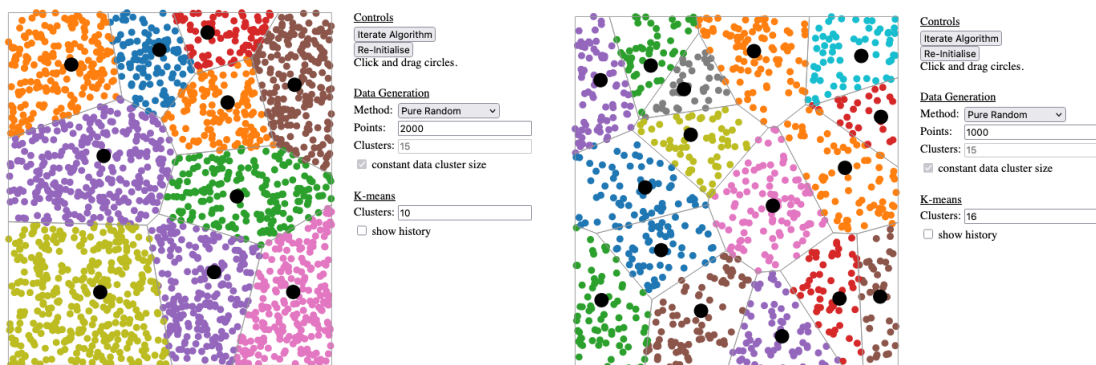 Controls
Iterate Algorithm
Re-Initialise
Click and drag circles.
Data Generation
Method: Pure Random
Points: 2000
Clusters: 15
constant data cluster size
K-means
Clusters: 10
show history
Controls
Iterate Algorithm
Re-Initialise
Click and drag circles.
Data Generation
Method: Pure Random
Points: 1000
Clusters: 15
constant data cluster size
K-means
Clusters: 16
show history